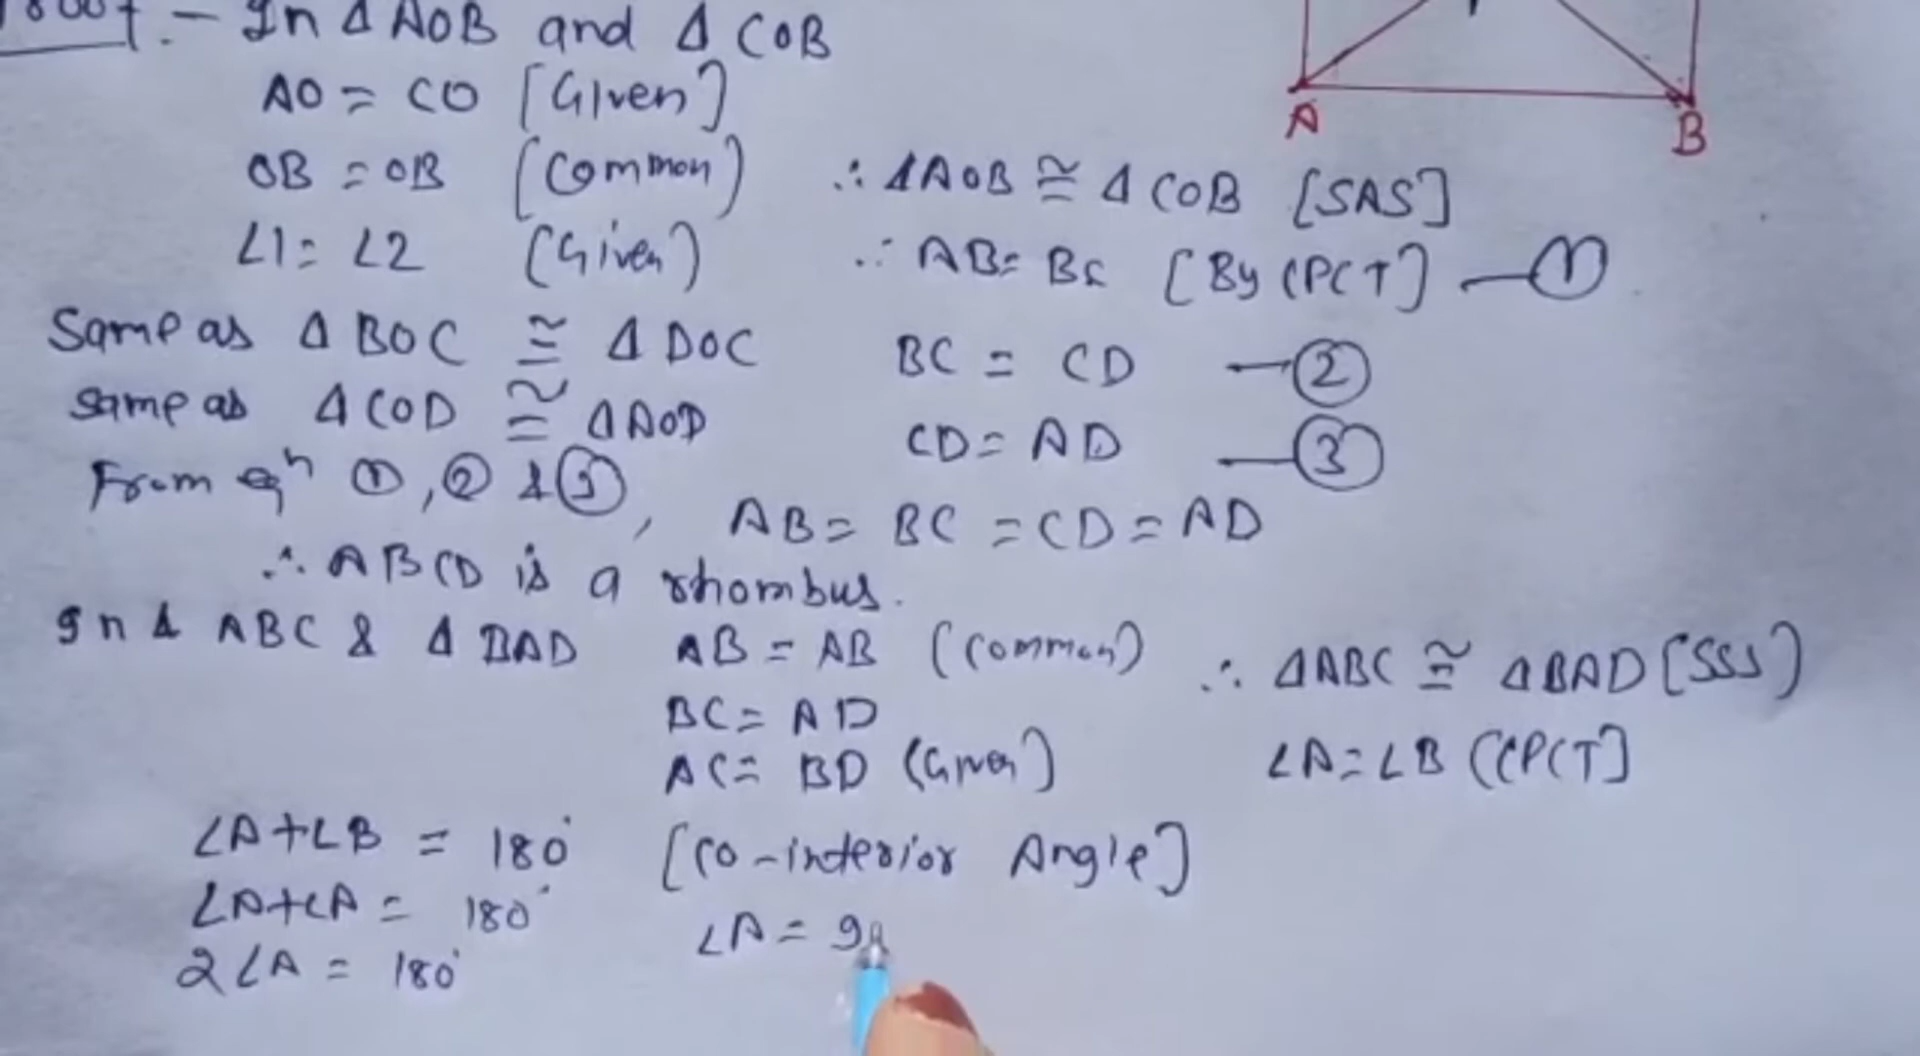 In Δ AOB and Δ COB
AO = CO [Given]
OB = OB (Common)
∴ ΔAOB ≅ Δ COB [SAS]
∠1 = ∠2 (Given)
∴ AB = BC [By CPCT] — ①
Same as Δ BOC ≅ Δ DOC
BC = CD — ②
Same as Δ COD ≅ Δ AOD
CD = AD — ③
From eqn ①, ② & ③,
AB = BC = CD = AD
∴ ABCD is a rhombus.
In Δ ABC & Δ BAD
AB = AB (Common)
∴ ΔABC ≅ ΔBAD [SSS)
BC = AD
AC = BD (Given)
∠A = ∠B (CPCT]
∠A+∠B = 180° [Co-interior Angle]
∠A+∠A = 180°
∠A = 9
2∠A = 180°
A
B